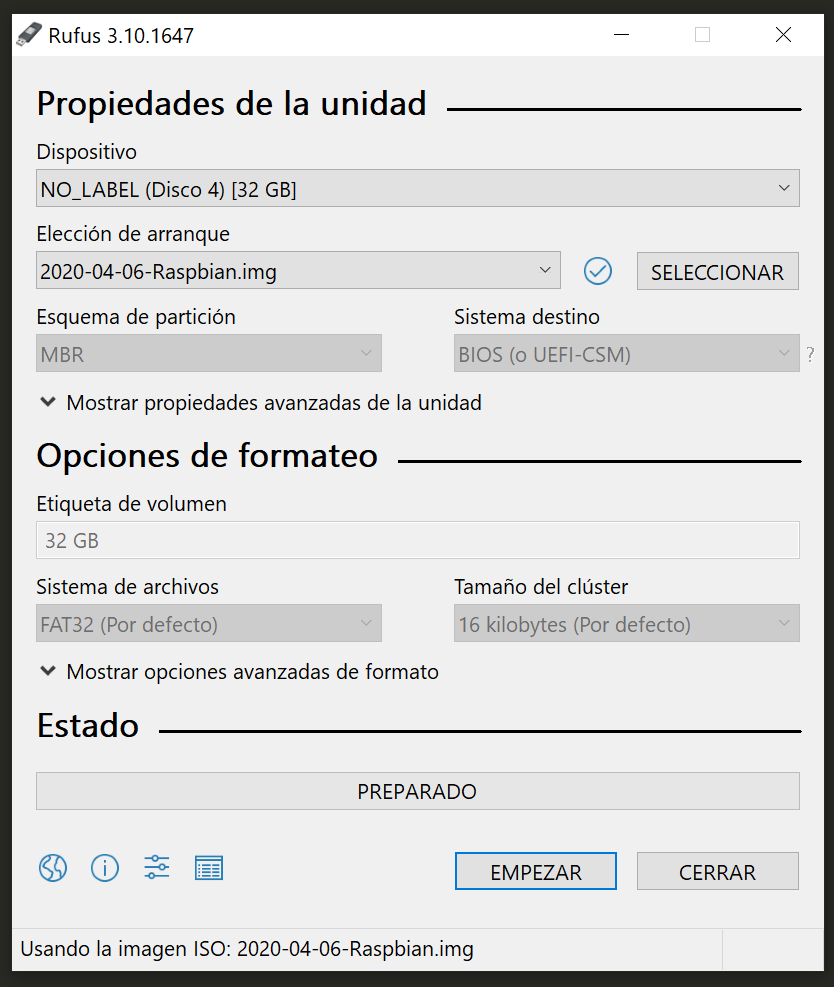 Rufus 3.10.1647
Propiedades de la unidad
Dispositivo
NO_LABEL (Disco 4) [32 GB]
Elección de arranque
2020-04-06-Raspbian.img
SELECCIONAR
Esquema de partición
Sistema destino
MBR
BIOS (o UEFI-CSM)
?
Mostrar propiedades avanzadas de la unidad
Opciones de formateo
Etiqueta de volumen
32 GB
Sistema de archivos
Tamaño del clúster
FAT32 (Por defecto)
16 kilobytes (Por defecto)
Mostrar opciones avanzadas de formato
Estado
PREPARADO
EMPEZAR
CERRAR
Usando la imagen ISO: 2020-04-06-Raspbian.img